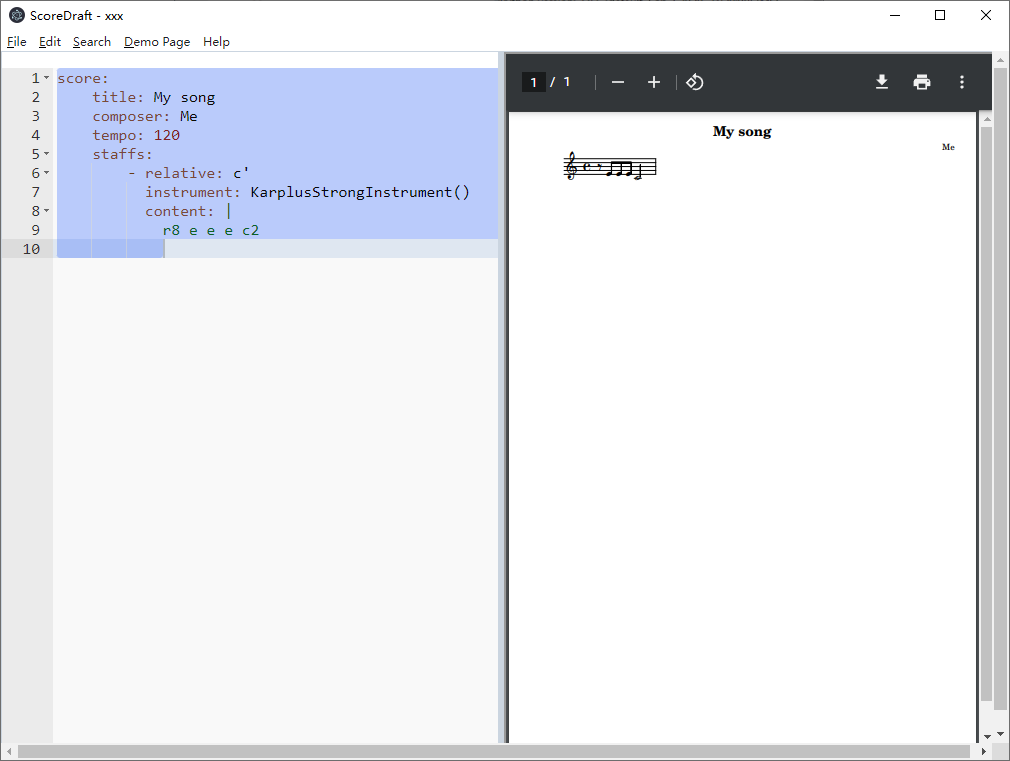 ScoreDraft - xxx
File Edit Search Demo Page Help
1 / 1
1 score:
2 title: My song
3 composer: Me
4 tempo: 120
5 staffs:
6 - relative: c'
7 instrument: KarplusStrongInstrument()
8 content: |
9 r8 e e e c2
10
My song
Me